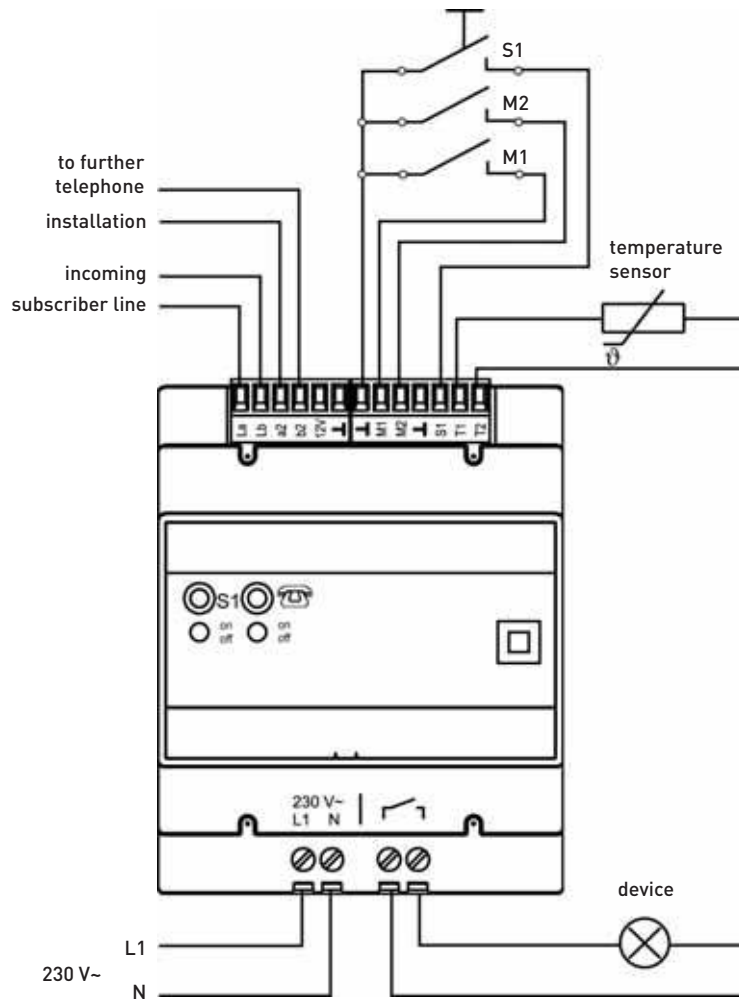 S1
M2
M1
to further
telephone
installation
incoming
subscriber line
temperature
sensor
ϑ
La Lb a2 b2 12V ⊥ ⊥ M1 M2 ⊥ S1 T1 T2
S1
on
off
on
off
230 V~
L1 N
device
L1
230 V~
N